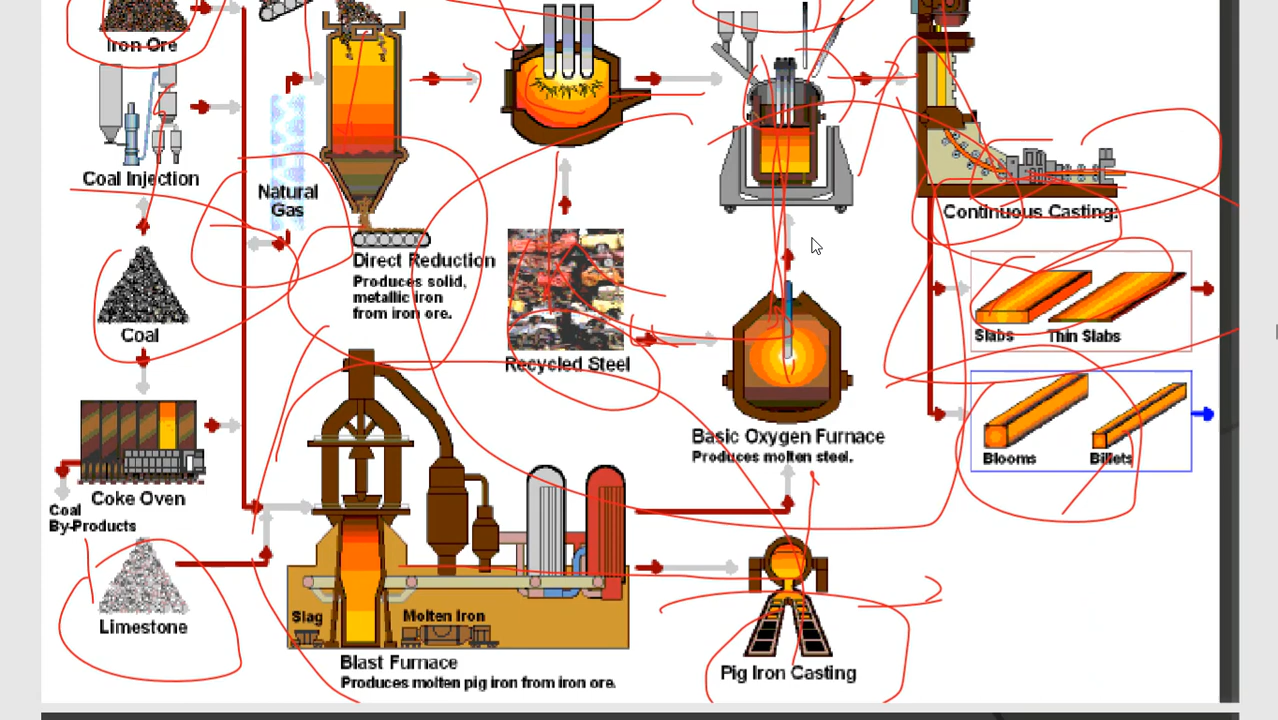 Iron Ore
Coal Injection
Natural
Gas
Direct Reduction
Produces solid,
metallic iron
from iron ore.
Continuous Casting:
Slabs
Thin Slabs
Coal
Recycled Steel
Basic Oxygen Furnace
Produces molten steel.
Blooms
Billets
Coke Oven
Coal
By-Products
Limestone
Slag
Molten Iron
Blast Furnace
Produces molten pig iron from iron ore.
Pig Iron Casting